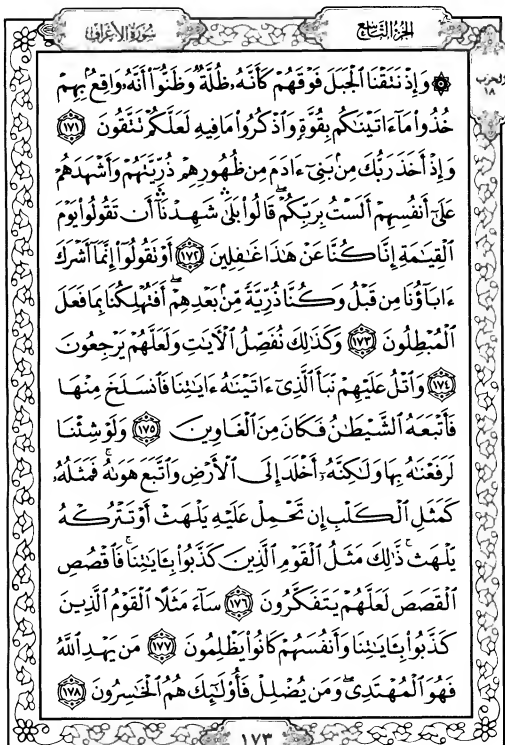 الجزء التاسع
سورة الأعراف
الحزب
١٨
۞ وَإِذْ نَتَقْنَا ٱلْجَبَلَ فَوْقَهُمْ كَأَنَّهُۥ ظُلَّةٌ وَظَنُّوٓا۟ أَنَّهُۥ وَاقِعٌۢ بِهِمْ
خُذُوا۟ مَآ ءَاتَيْنَـٰكُم بِقُوَّةٍ وَٱذْكُرُوا۟ مَا فِيهِ لَعَلَّكُمْ تَتَّقُونَ ١٧١
وَإِذْ أَخَذَ رَبُّكَ مِنۢ بَنِىٓ ءَادَمَ مِن ظُهُورِهِمْ ذُرِّيَّتَهُمْ وَأَشْهَدَهُمْ
عَلَىٰٓ أَنفُسِهِمْ أَلَسْتُ بِرَبِّكُمْ ۖ قَالُوا۟ بَلَىٰ ۛ شَهِدْنَآ ۛ أَن تَقُولُوا۟ يَوْمَ
ٱلْقِيَـٰمَةِ إِنَّا كُنَّا عَنْ هَـٰذَا غَـٰفِلِينَ ١٧٢ أَوْ تَقُولُوٓا۟ إِنَّمَآ أَشْرَكَ
ءَابَآؤُنَا مِن قَبْلُ وَكُنَّا ذُرِّيَّةً مِّنۢ بَعْدِهِمْ ۖ أَفَتُهْلِكُنَا بِمَا فَعَلَ
ٱلْمُبْطِلُونَ ١٧٣ وَكَذَٰلِكَ نُفَصِّلُ ٱلْـَٔايَـٰتِ وَلَعَلَّهُمْ يَرْجِعُونَ
١٧٤ وَٱتْلُ عَلَيْهِمْ نَبَأَ ٱلَّذِىٓ ءَاتَيْنَـٰهُ ءَايَـٰتِنَا فَٱنسَلَخَ مِنْهَا
فَأَتْبَعَهُ ٱلشَّيْطَـٰنُ فَكَانَ مِنَ ٱلْغَاوِينَ ١٧٥ وَلَوْ شِئْنَا
لَرَفَعْنَـٰهُ بِهَا وَلَـٰكِنَّهُۥٓ أَخْلَدَ إِلَى ٱلْأَرْضِ وَٱتَّبَعَ هَوَىٰهُ ۚ فَمَثَلُهُۥ
كَمَثَلِ ٱلْكَلْبِ إِن تَحْمِلْ عَلَيْهِ يَلْهَثْ أَوْ تَتْرُكْهُ
يَلْهَث ۚ ذَّٰلِكَ مَثَلُ ٱلْقَوْمِ ٱلَّذِينَ كَذَّبُوا۟ بِـَٔايَـٰتِنَا ۚ فَٱقْصُصِ
ٱلْقَصَصَ لَعَلَّهُمْ يَتَفَكَّرُونَ ١٧٦ سَآءَ مَثَلًا ٱلْقَوْمُ ٱلَّذِينَ
كَذَّبُوا۟ بِـَٔايَـٰتِنَا وَأَنفُسَهُمْ كَانُوا۟ يَظْلِمُونَ ١٧٧ مَن يَهْدِ ٱللَّهُ
فَهُوَ ٱلْمُهْتَدِى ۖ وَمَن يُضْلِلْ فَأُو۟لَـٰٓئِكَ هُمُ ٱلْخَـٰسِرُونَ ١٧٨
١٧٣